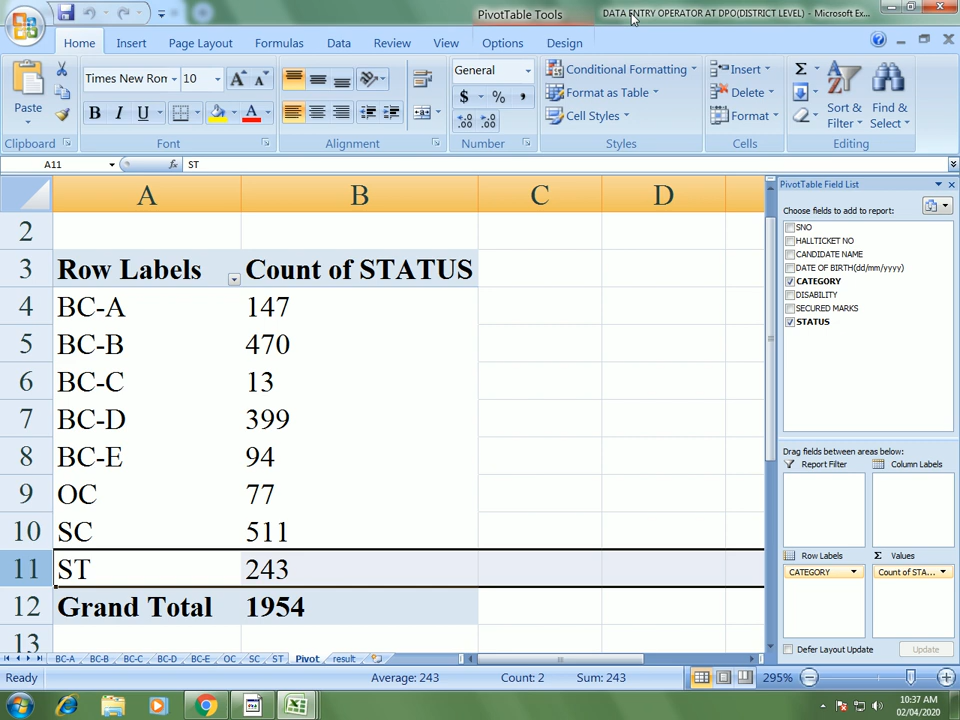 PivotTable Tools
DATA ENTRY OPERATOR AT DPO(DISTRICT LEVEL) - Microsoft Ex...
Home Insert Page Layout Formulas Data Review View Options Design
Paste
Clipboard
Times New Rom 10
B I U A
Font
Alignment
General
$ % ,
Number
Conditional Formatting
Format as Table
Cell Styles
Styles
Insert
Delete
Format
Cells
Σ
Sort & Filter
Find & Select
Editing
A11 fx ST
A B C D
2
3 Row Labels Count of STATUS
4 BC-A 147
5 BC-B 470
6 BC-C 13
7 BC-D 399
8 BC-E 94
9 OC 77
10 SC 511
11 ST 243
12 Grand Total 1954
13
PivotTable Field List
Choose fields to add to report:
SNO
HALLTICKET NO
CANDIDATE NAME
DATE OF BIRTH(dd/mm/yyyy)
CATEGORY
DISABILITY
SECURED MARKS
STATUS
Drag fields between areas below:
Report Filter Column Labels
Row Labels Σ Values
CATEGORY Count of STA...
Defer Layout Update Update
BC-A BC-B BC-C BC-D BC-E OC SC ST Pivot result
Ready Average: 243 Count: 2 Sum: 243 295%
10:37 AM
02/04/2020